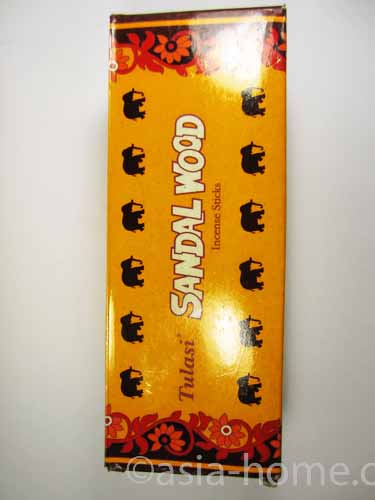 Tulasi
SANDAL WOOD
Incense Sticks
©asia-home.c